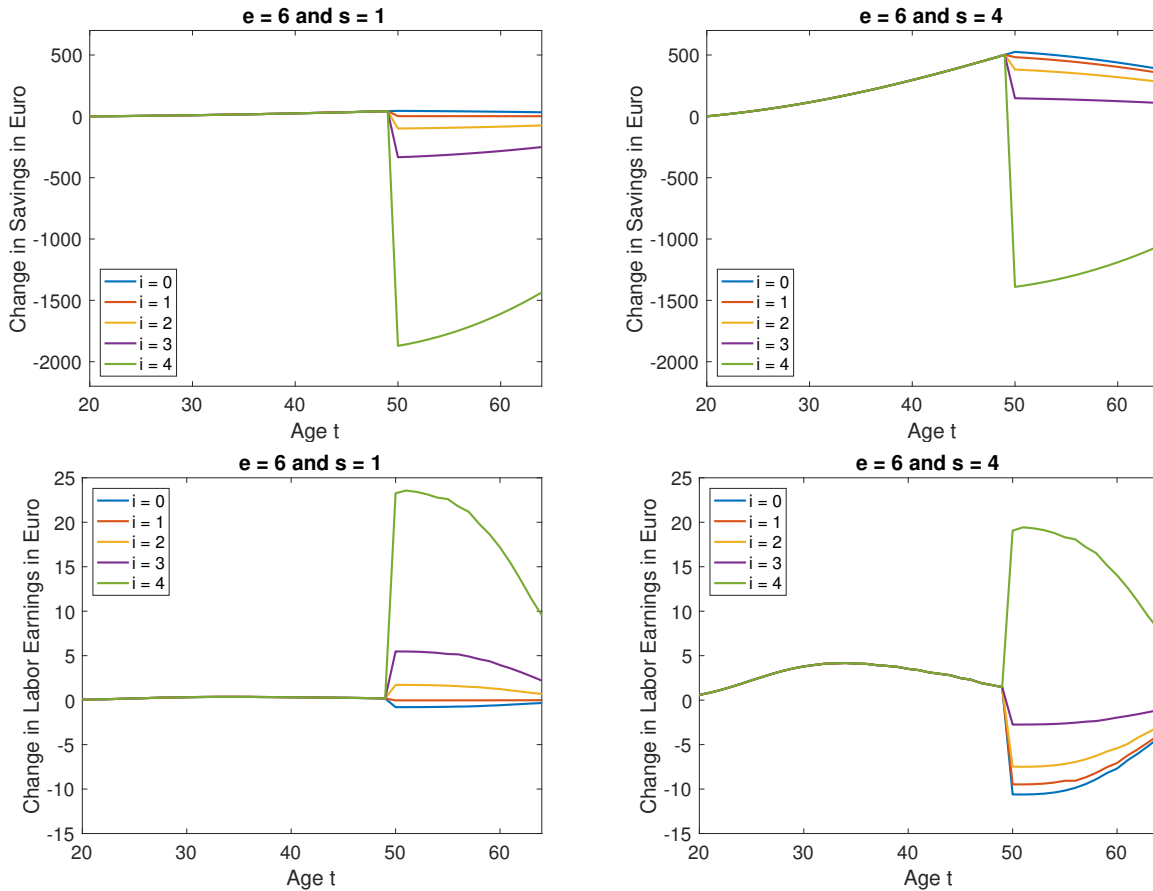 e = 6 and s = 1
Change in Savings in Euro
500
0
-500
-1000
-1500
-2000
i = 0
i = 1
i = 2
i = 3
i = 4
20
30
40
50
60
Age t
e = 6 and s = 4
Change in Savings in Euro
500
0
-500
-1000
-1500
-2000
i = 0
i = 1
i = 2
i = 3
i = 4
20
30
40
50
60
Age t
e = 6 and s = 1
Change in Labor Earnings in Euro
25
20
15
10
5
0
-5
-10
-15
i = 0
i = 1
i = 2
i = 3
i = 4
20
30
40
50
60
Age t
e = 6 and s = 4
Change in Labor Earnings in Euro
25
20
15
10
5
0
-5
-10
-15
i = 0
i = 1
i = 2
i = 3
i = 4
20
30
40
50
60
Age t